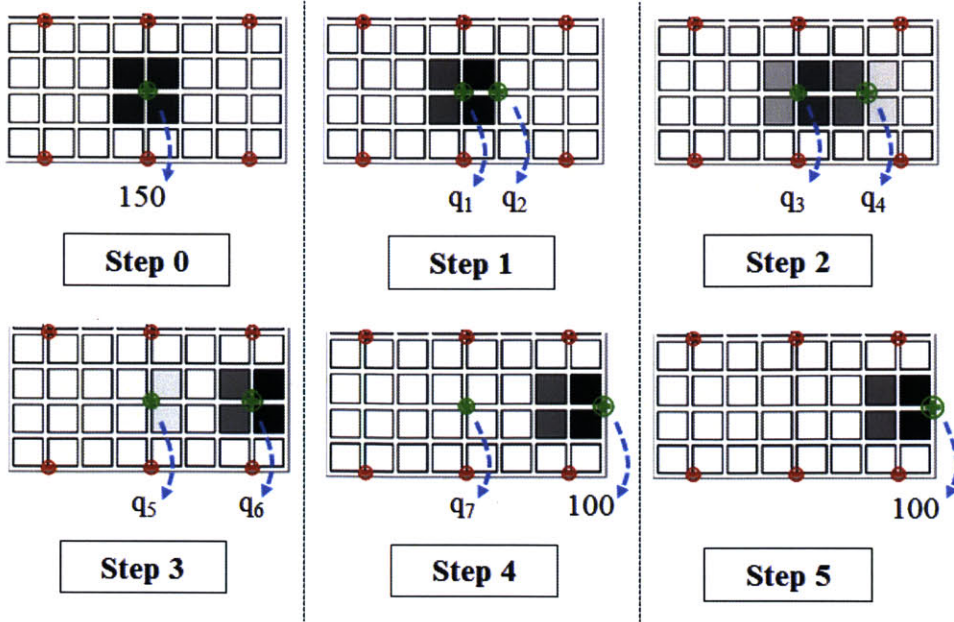 150
q₁ q₂
q₃ q₄
Step 0
Step 1
Step 2
q₅ q₆
q₇ 100
100
Step 3
Step 4
Step 5